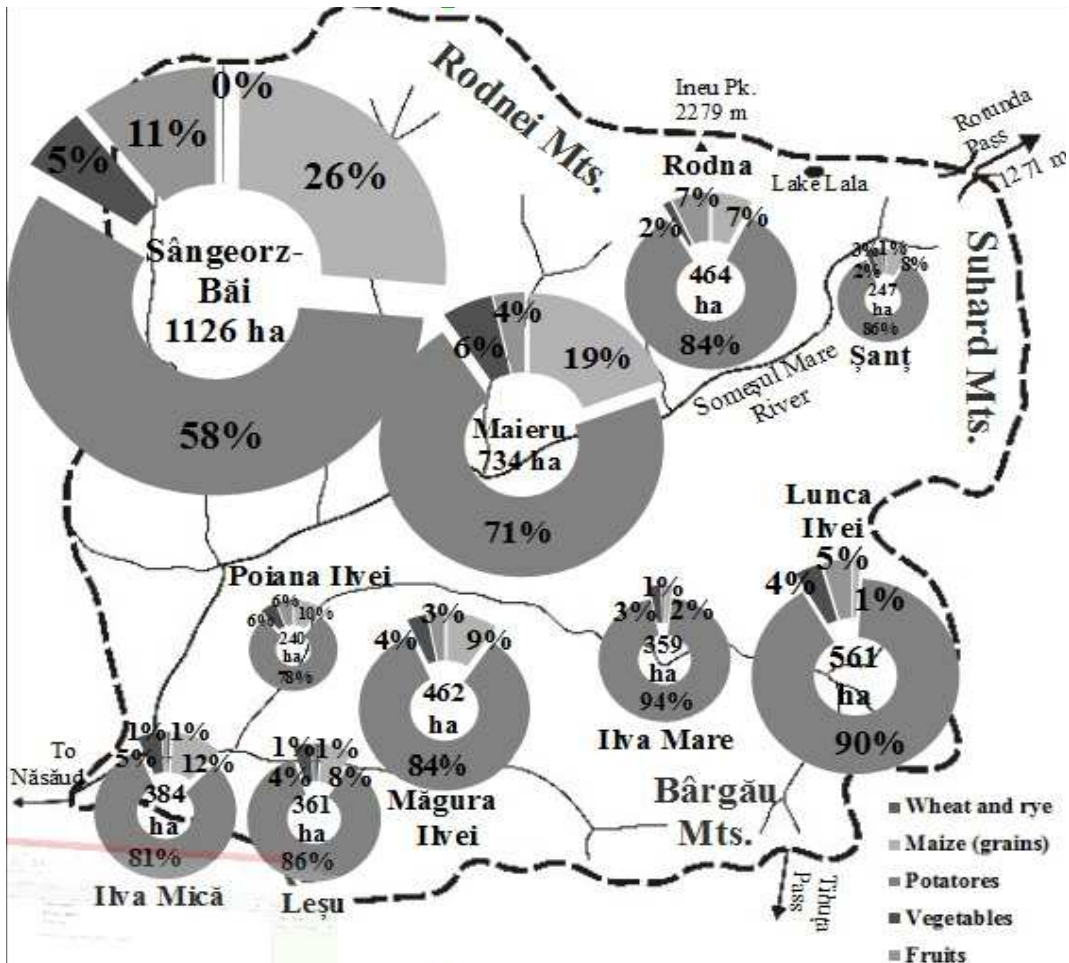 0%
11%
5%
26%
Sângeorz-
Băi
1126 ha
58%
Rodnei Mts.
Ineu Pk.
2279 m
Rotunda
Pass
1271 m
Rodna
Lake Lala
7%
7%
2%
464
ha
84%
3%
1%
8%
2%
247
ha
86%
Şanţ
Suhard Mts.
4%
6%
19%
Maieru
734 ha
71%
Someşul Mare
River
Lunca
Ilvei
5%
4%
1%
561
ha
90%
Poiana Ilvei
6%
10%
6%
240
ha
78%
3%
4%
9%
462
ha
84%
Măgura
Ilvei
1%
3%
2%
359
ha
94%
Ilva Mare
To
Năsăud
1%
1%
5%
12%
384
ha
81%
Ilva Mică
1%
1%
4%
8%
361
ha
86%
Leşu
Bârgău
Mts.
Tihuţa
Pass
Wheat and rye
Maize (grains)
Potatores
Vegetables
Fruits